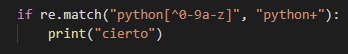 if re.match("python[^0-9a-z]", "python+"):
    print("cierto")